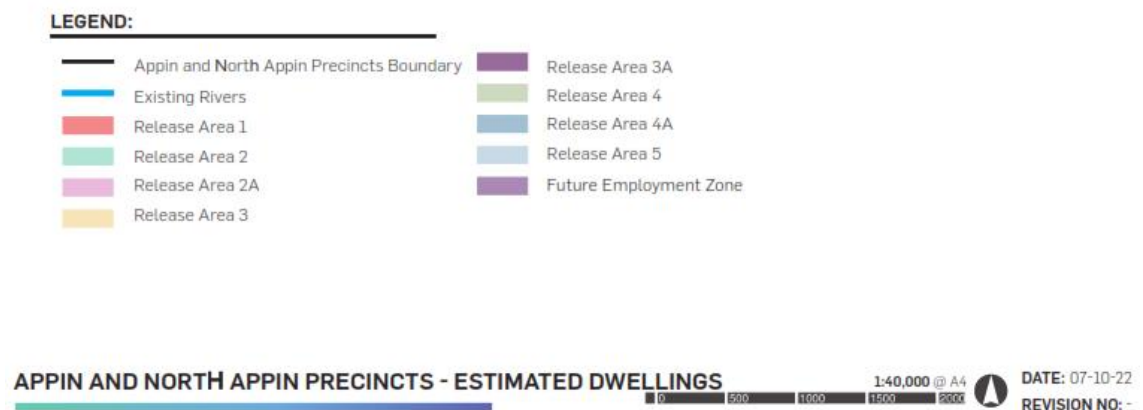 LEGEND:
Appin and North Appin Precincts Boundary
Existing Rivers
Release Area 1
Release Area 2
Release Area 2A
Release Area 3
Release Area 3A
Release Area 4
Release Area 4A
Release Area 5
Future Employment Zone
APPIN AND NORTH APPIN PRECINCTS - ESTIMATED DWELLINGS
1:40,000 @ A4
0 500 1000 1500 2000
DATE: 07-10-22
REVISION NO: -